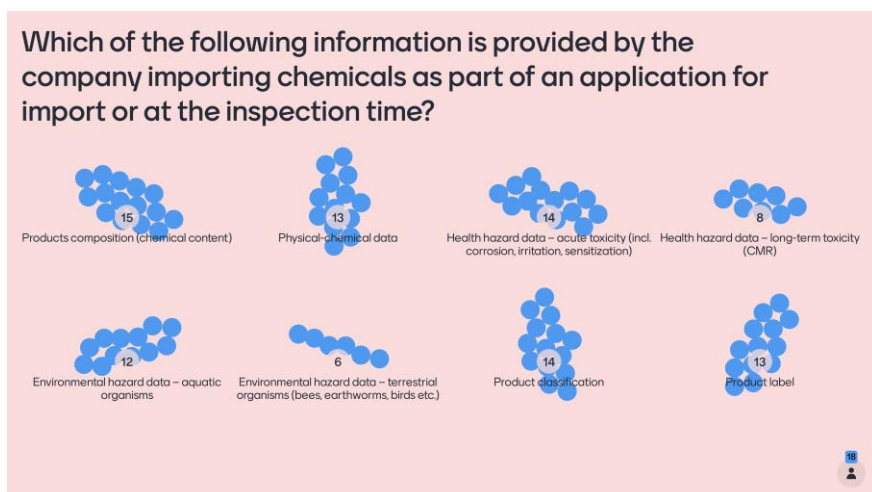 Which of the following information is provided by the
company importing chemicals as part of an application for
import or at the inspection time?
15
Products composition (chemical content)
13
Physical-chemical data
14
Health hazard data – acute toxicity (incl.
corrosion, irritation, sensitization)
8
Health hazard data – long-term toxicity
(CMR)
12
Environmental hazard data – aquatic
organisms
6
Environmental hazard data – terrestrial
organisms (bees, earthworms, birds etc.)
14
Product classification
13
Product label
18